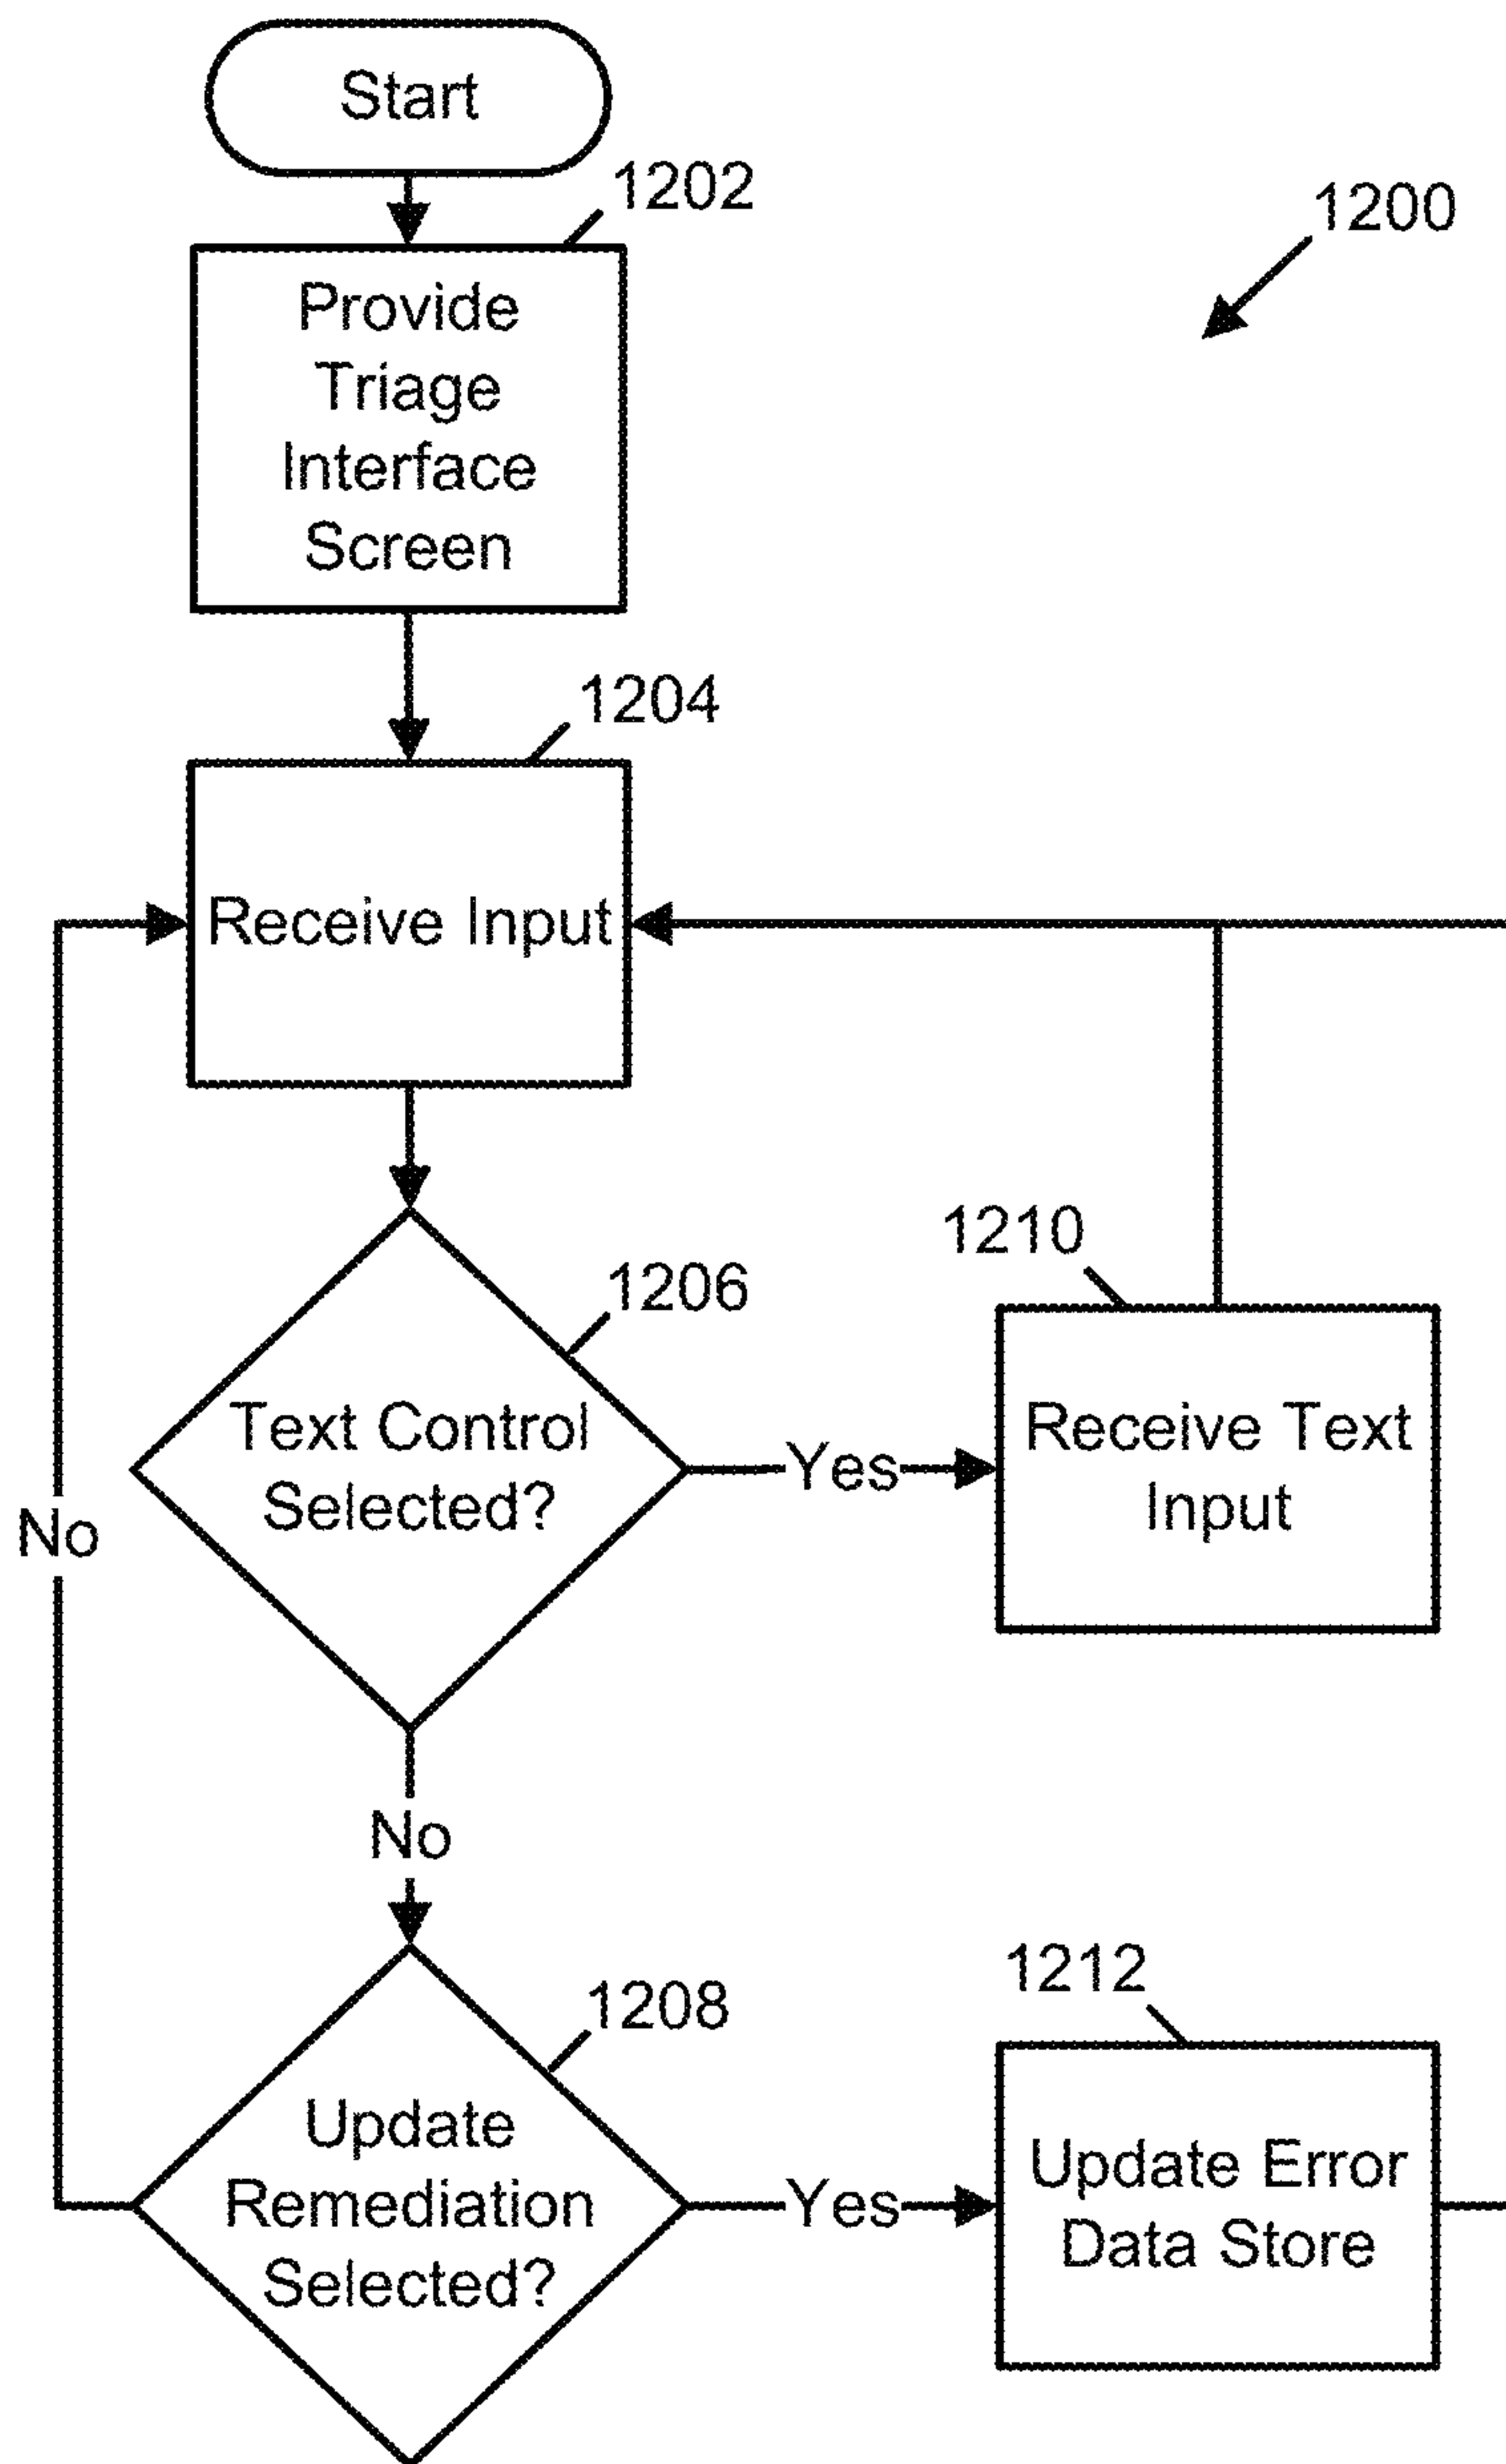 Start
1202
1200
Provide
Triage
Interface
Screen
1204
Receive Input
1206
1210
Text Control
Selected?
Yes
Receive Text
Input
No
No
1208
1212
Update
Remediation
Selected?
Yes
Update Error
Data Store